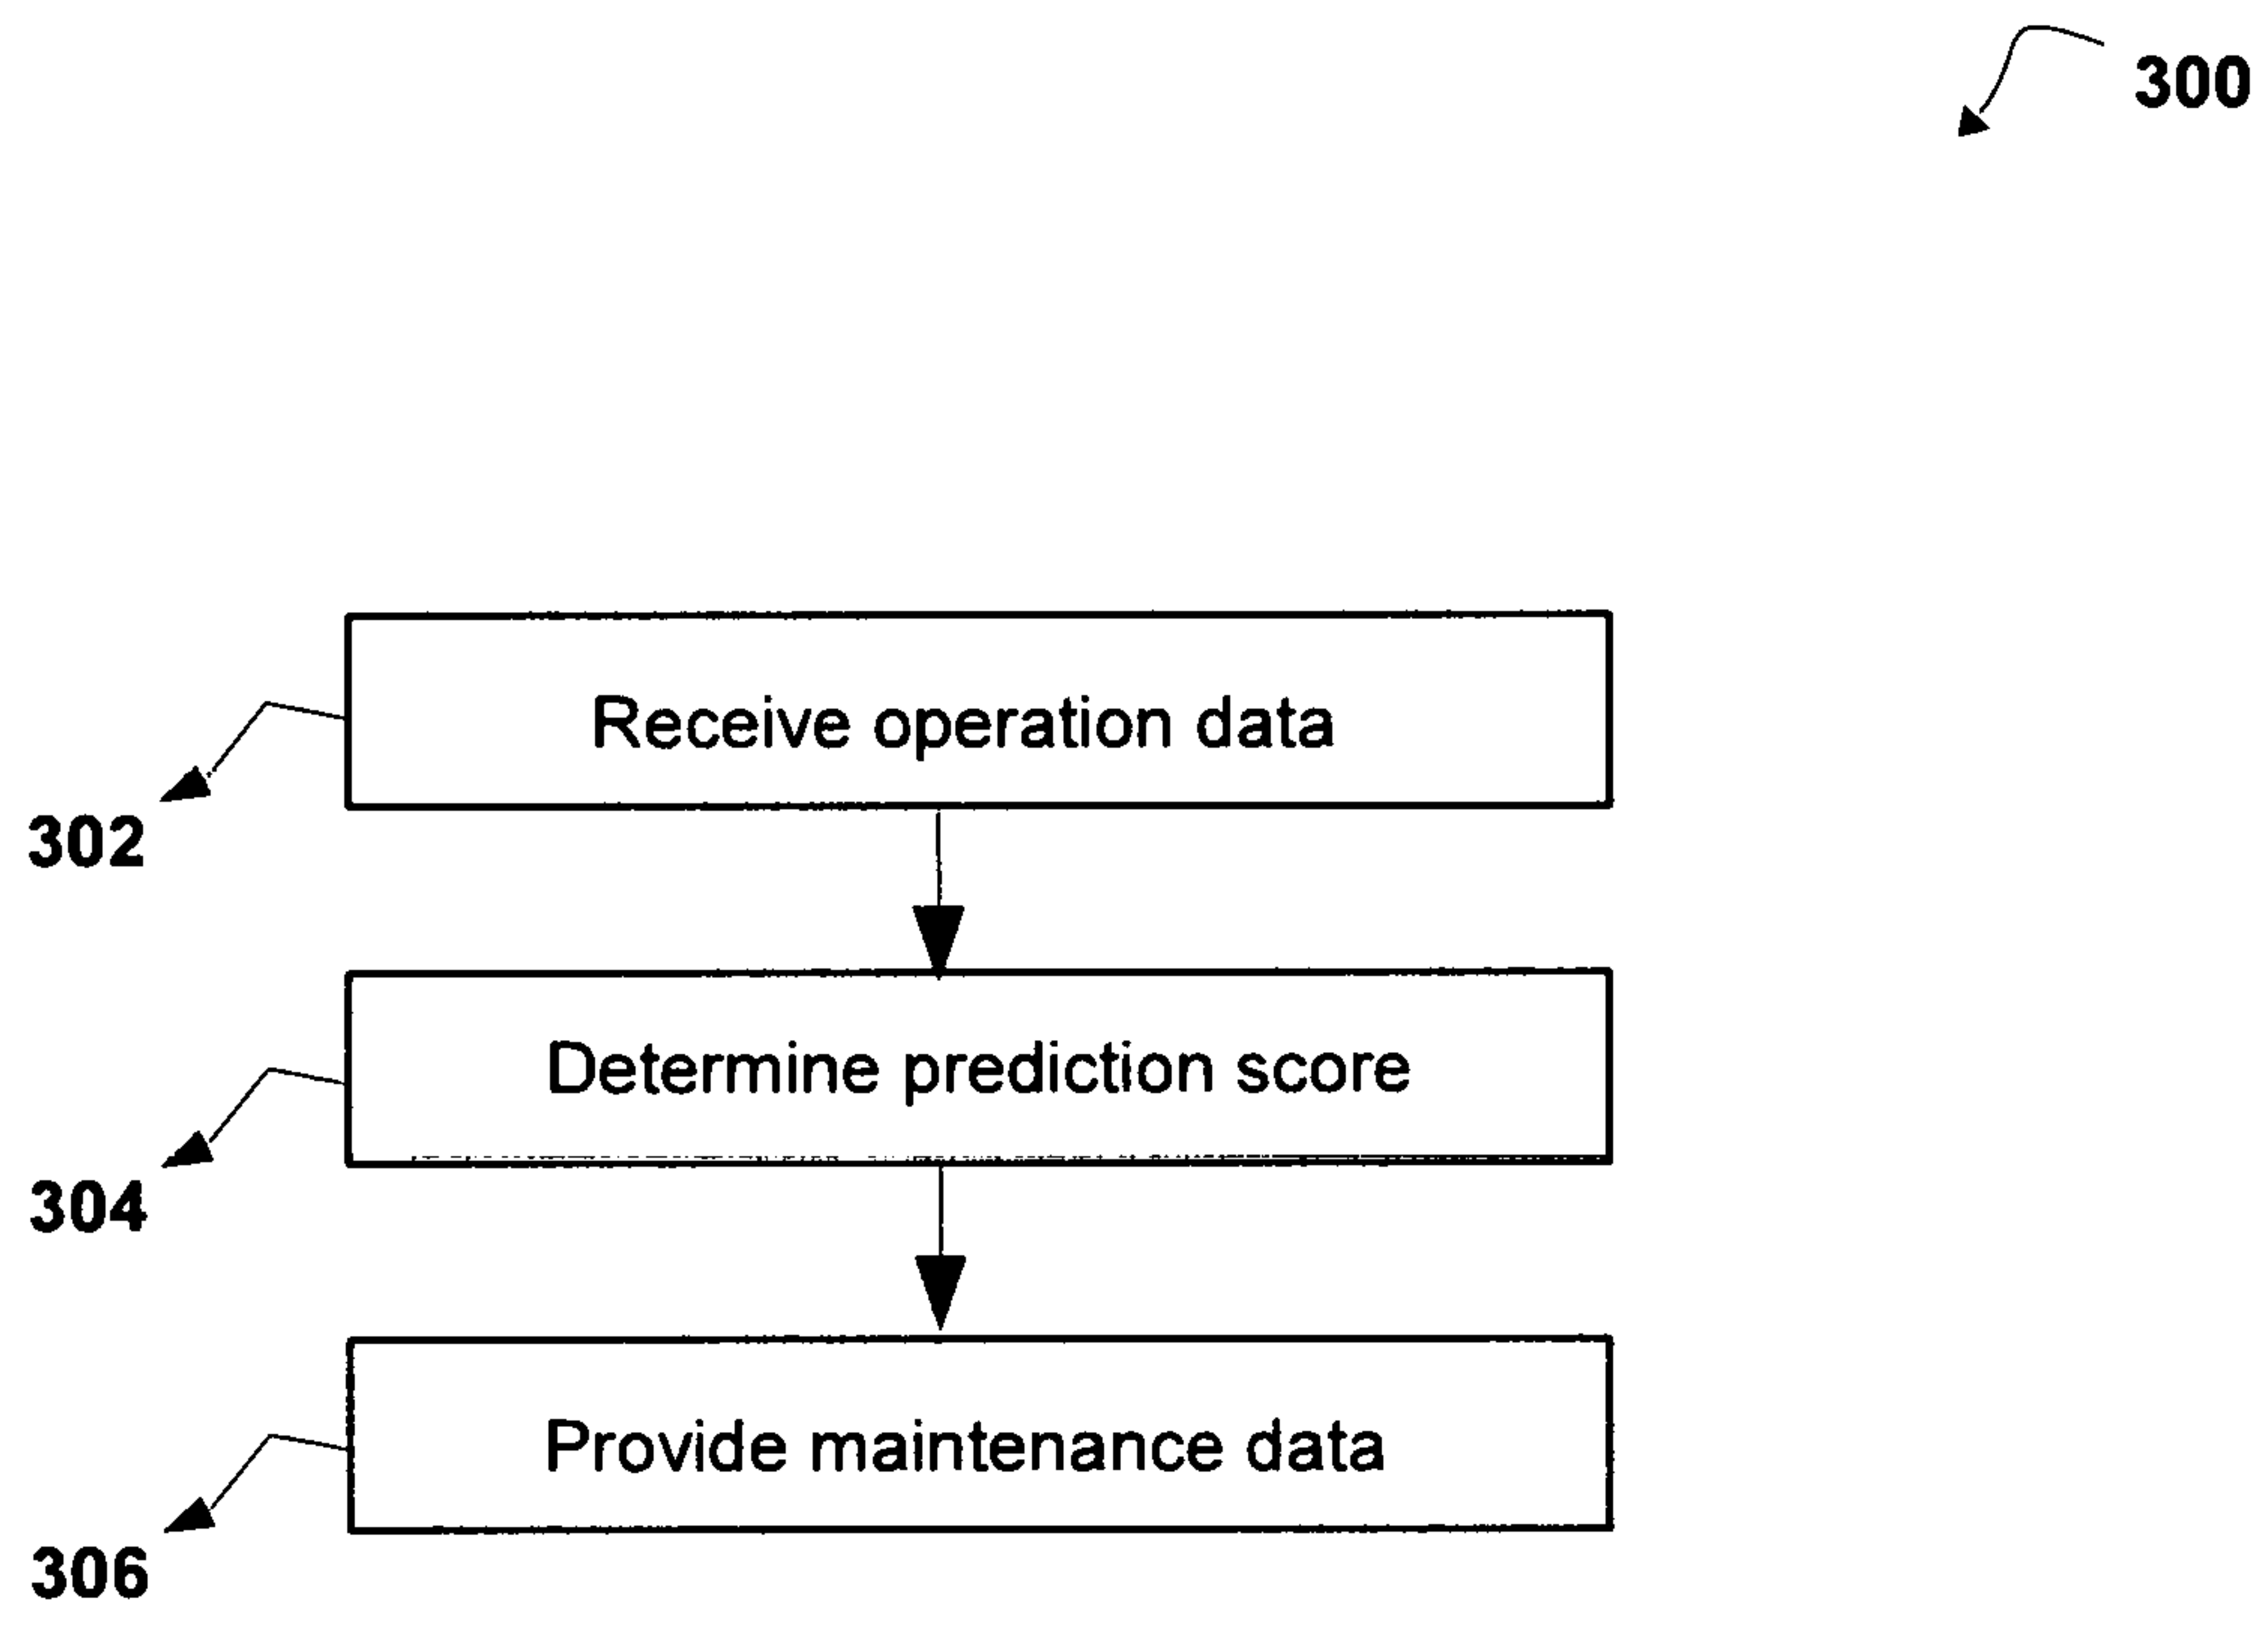 300
Receive operation data
302
Determine prediction score
304
Provide maintenance data
306